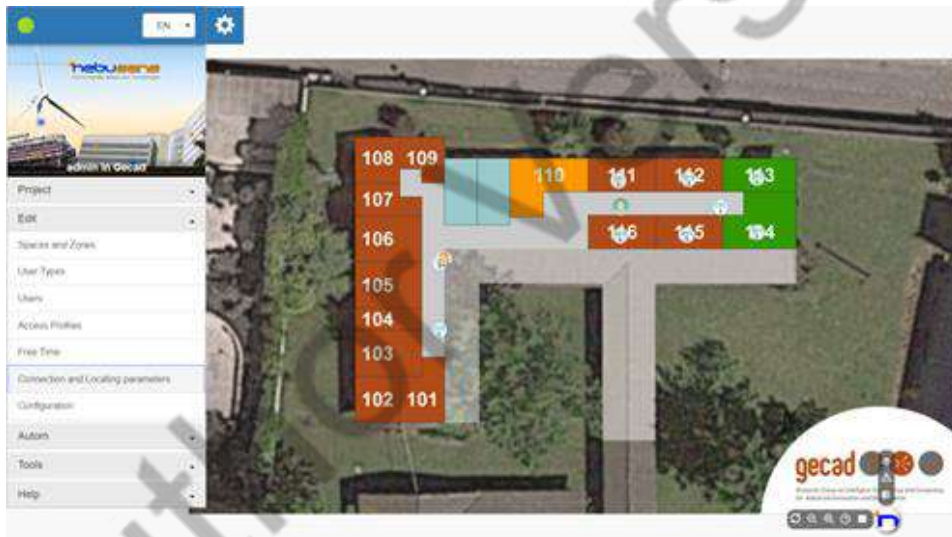 EN
nebusens
admin in Gecad
Project
Edit
Spaces and Zones
User Types
Users
Access Profiles
Free Time
Connection and Locating parameters
Configuration
Autom
Tools
Help
108 109
110 111 112 113
107
106
116 115 114
105
104
103
102 101
gecad